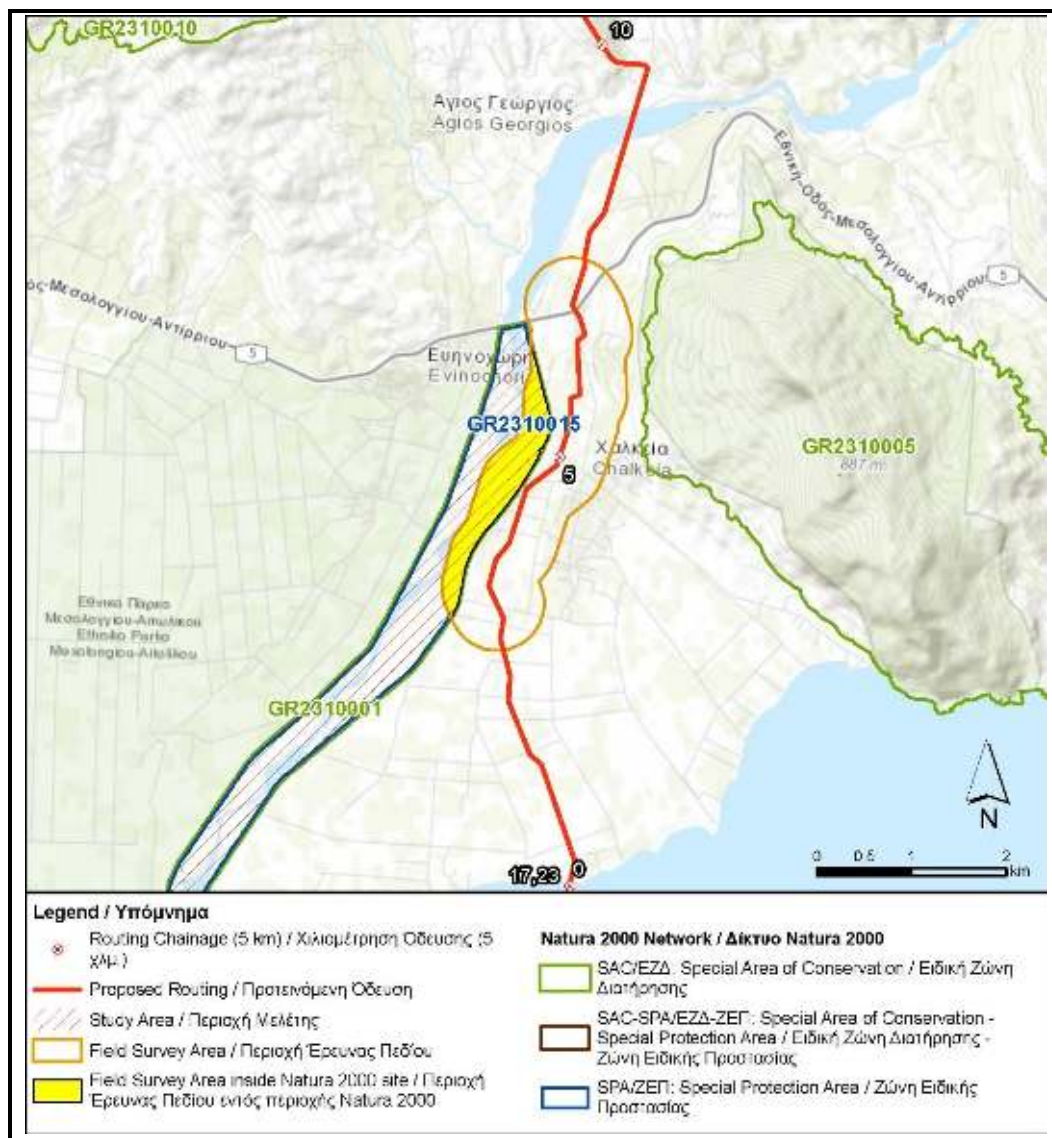 GR2310010
10
Άγιος Γεώργιος
Agios Georgios
Εθνική-Οδός-Μεσολογγίου-Αντιρρίου
5
ός-Μεσολογγίου-Αντιρρίου
5
Ευηνοχώρι
Evinochori
GR2310015
Χάλκεια
Chalkeia
5
GR2310005
887 m
Εθνικό Πάρκο
Μεσολογγίου-Αιτωλικού
Ethniko Parko
Mesolongiou-Aitolikou
GR2310001
N
17,23 0
0 0.5 1 2
km
Legend / Υπόμνημα
Routing Chainage (5 km) / Χιλιομέτρηση Όδευσης (5
χλμ.)
Proposed Routing / Προτεινόμενη Όδευση
Study Area / Περιοχή Μελέτης
Field Survey Area / Περιοχή Έρευνας Πεδίου
Field Survey Area inside Natura 2000 site / Περιοχή
Έρευνας Πεδίου εντός περιοχής Natura 2000
Natura 2000 Network / Δίκτυο Natura 2000
SAC/ΕΖΔ: Special Area of Conservation / Ειδική Ζώνη
Διατήρησης
SAC-SPA/ΕΖΔ-ΖΕΠ: Special Area of Conservation -
Special Protection Area / Ειδική Ζώνη Διατήρησης -
Ζώνη Ειδικής Προστασίας
SPA/ΖΕΠ: Special Protection Area / Ζώνη Ειδικής
Προστασίας